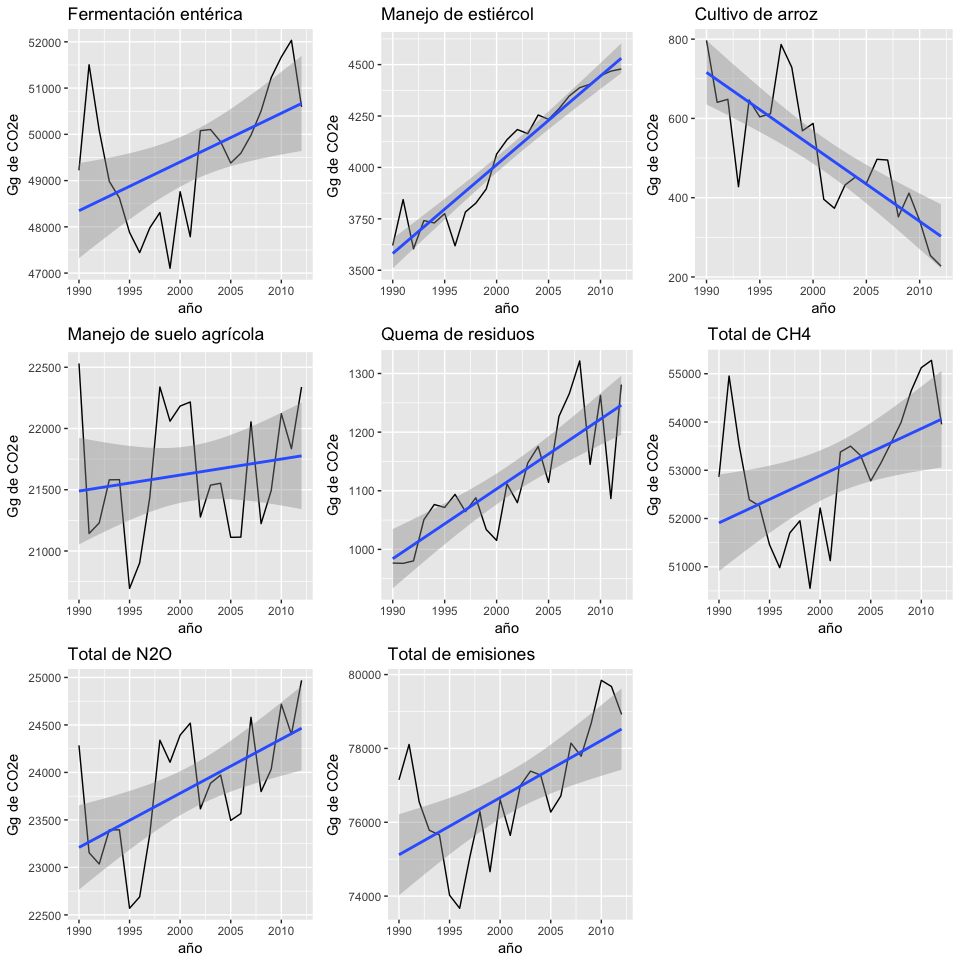 Fermentación entérica
52000
51000
50000
49000
48000
47000
Gg de CO2e
1990 1995 2000 2005 2010
año
Manejo de estiércol
4500
4250
4000
3750
3500
Gg de CO2e
1990 1995 2000 2005 2010
año
Cultivo de arroz
800
600
400
200
Gg de CO2e
1990 1995 2000 2005 2010
año
Manejo de suelo agrícola
22500
22000
21500
21000
Gg de CO2e
1990 1995 2000 2005 2010
año
Quema de residuos
1300
1200
1100
1000
Gg de CO2e
1990 1995 2000 2005 2010
año
Total de CH4
55000
54000
53000
52000
51000
Gg de CO2e
1990 1995 2000 2005 2010
año
Total de N2O
25000
24500
24000
23500
23000
22500
Gg de CO2e
1990 1995 2000 2005 2010
año
Total de emisiones
80000
78000
76000
74000
Gg de CO2e
1990 1995 2000 2005 2010
año